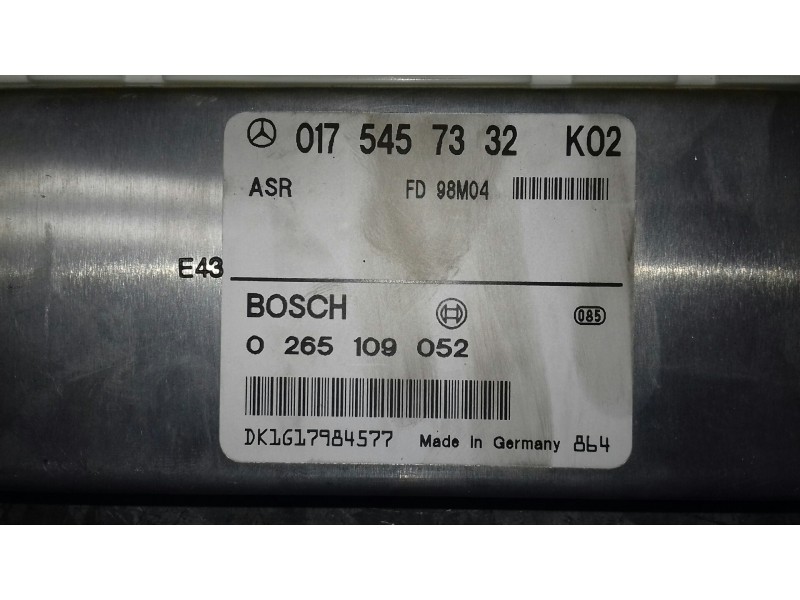 017 545 73 32 K02
ASR FD 98M04
E43
BOSCH 085
0 265 109 052
DK1G17984577 Made in Germany 864